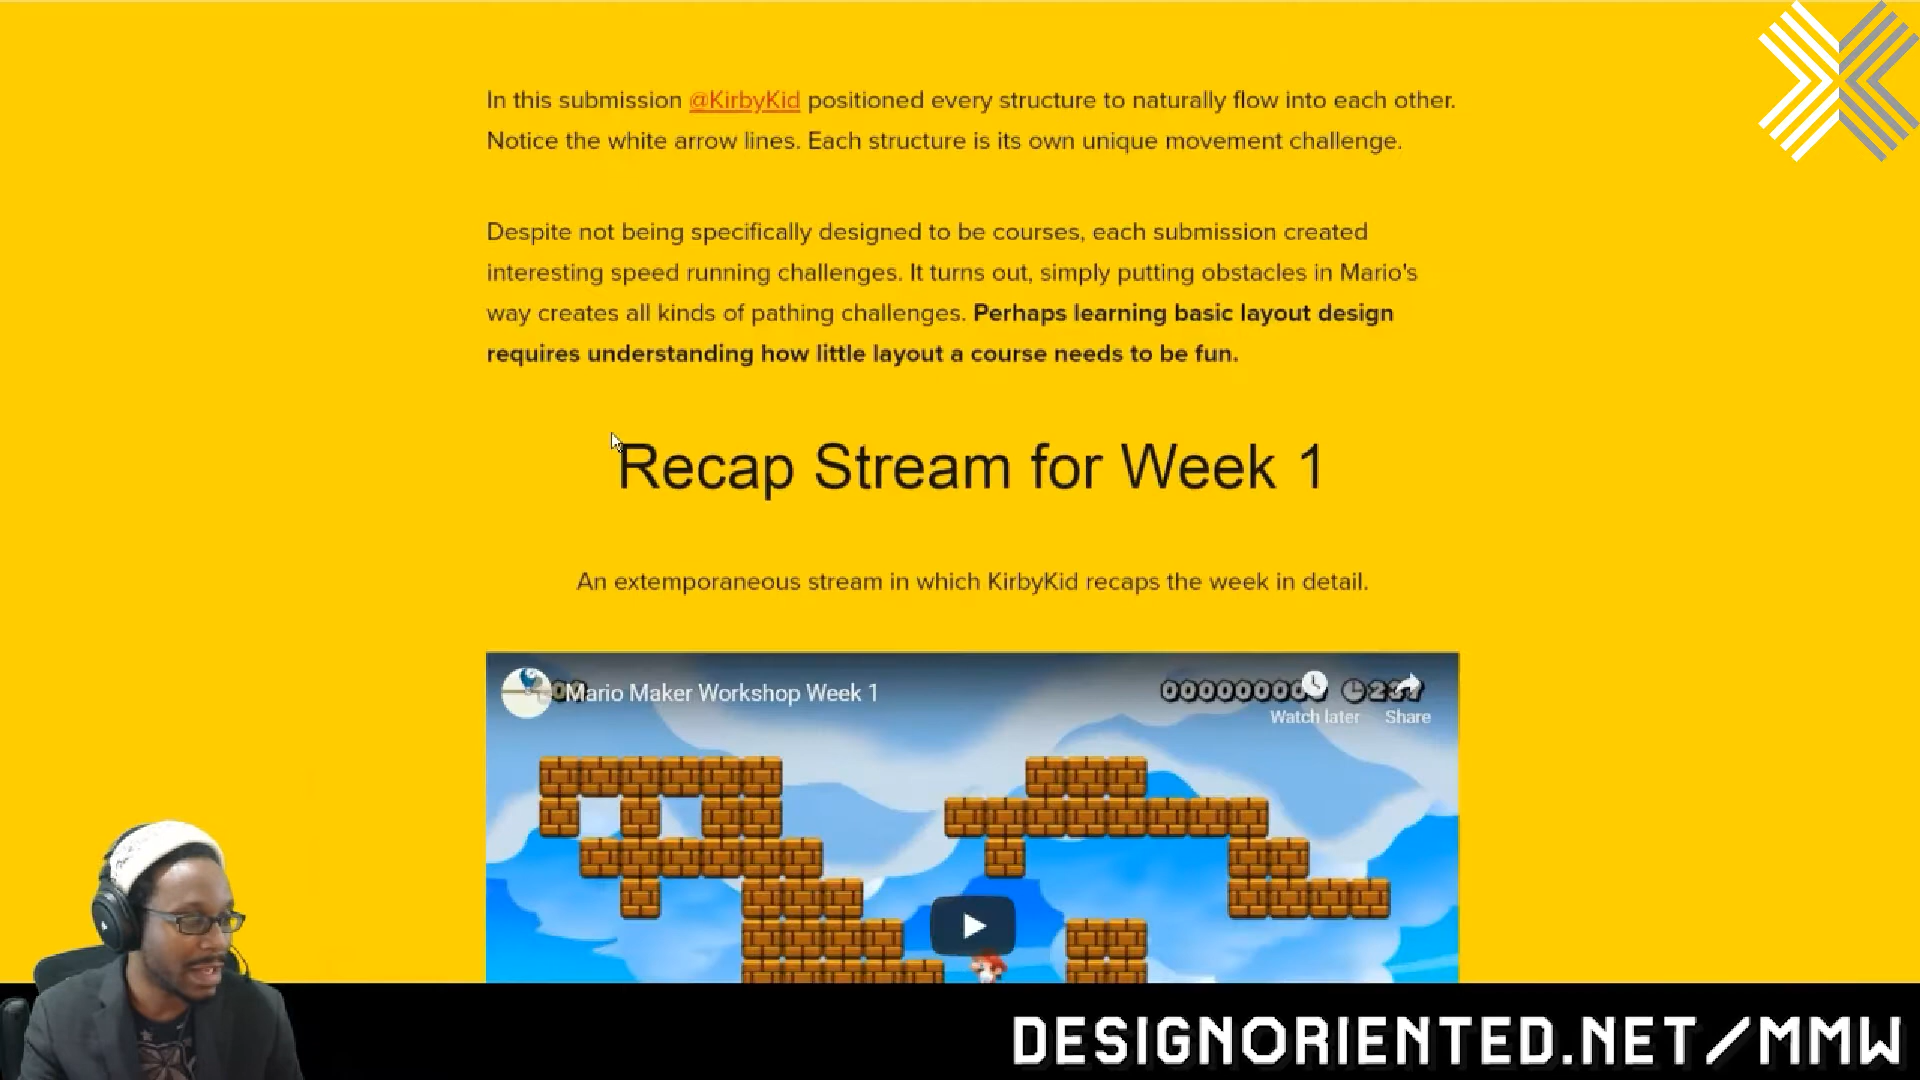 In this submission @KirbyKid positioned every structure to naturally flow into each other.
Notice the white arrow lines. Each structure is its own unique movement challenge.
Despite not being specifically designed to be courses, each submission created
interesting speed running challenges. It turns out, simply putting obstacles in Mario's
way creates all kinds of pathing challenges. Perhaps learning basic layout design
requires understanding how little layout a course needs to be fun.
Recap Stream for Week 1
An extemporaneous stream in which KirbyKid recaps the week in detail.
Mario Maker Workshop Week 1
Watch later Share
DESIGNORIENTED.NET/MMW